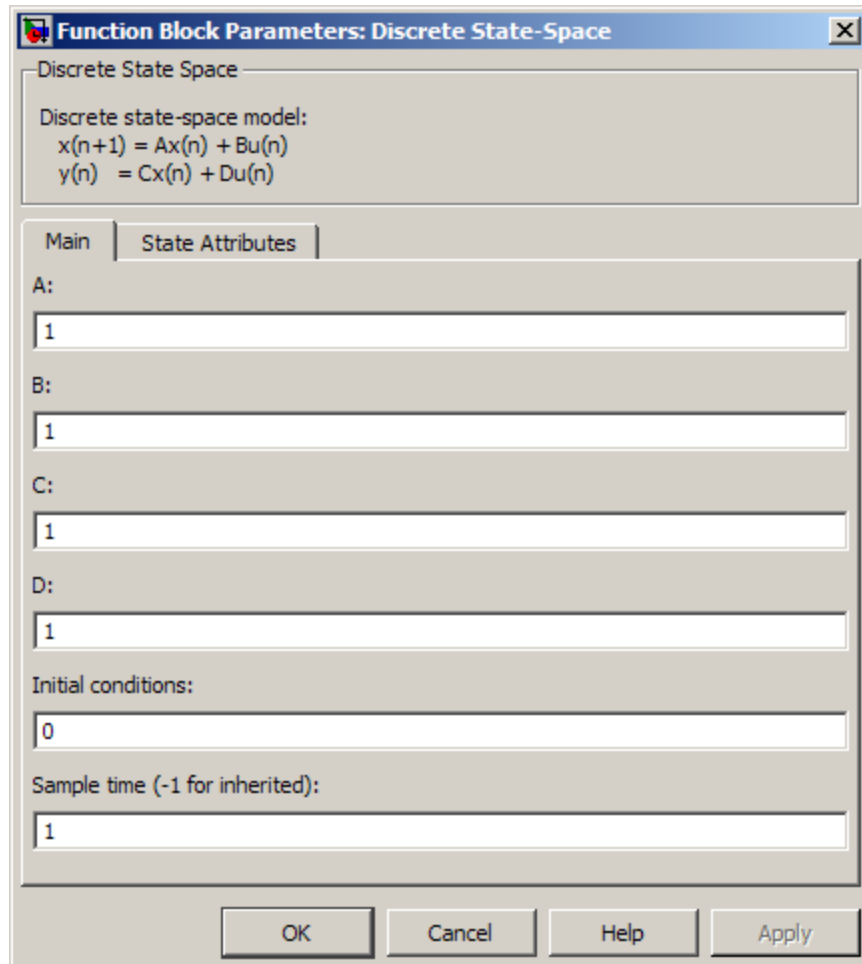 Function Block Parameters: Discrete State-Space
Discrete State Space
Discrete state-space model:
x(n+1) = Ax(n) + Bu(n)
y(n)   = Cx(n) + Du(n)
Main State Attributes
A:
1
B:
1
C:
1
D:
1
Initial conditions:
0
Sample time (-1 for inherited):
1
OK Cancel Help Apply